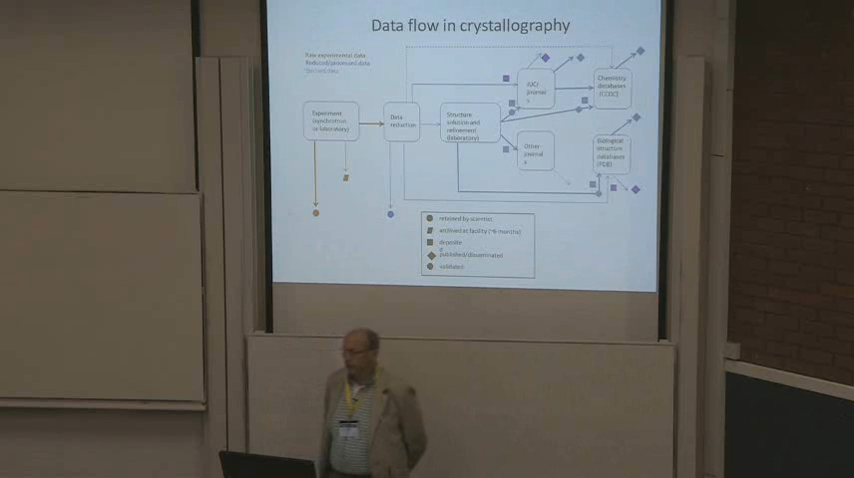 Data flow in crystallography
Raw experimental data
Reduced/processed data
Derived data
Experiment
(synchrotron
or laboratory)
Data
reduction
Structure
solution and
refinement
(laboratory)
IUCr
journal
s
Other
journal
s
Chemistry
databases
(CCDC)
Biological
structure
databases
(PDB)
retained by scientist
archived at facility (~6 months)
deposite
d
published/disseminated
validated